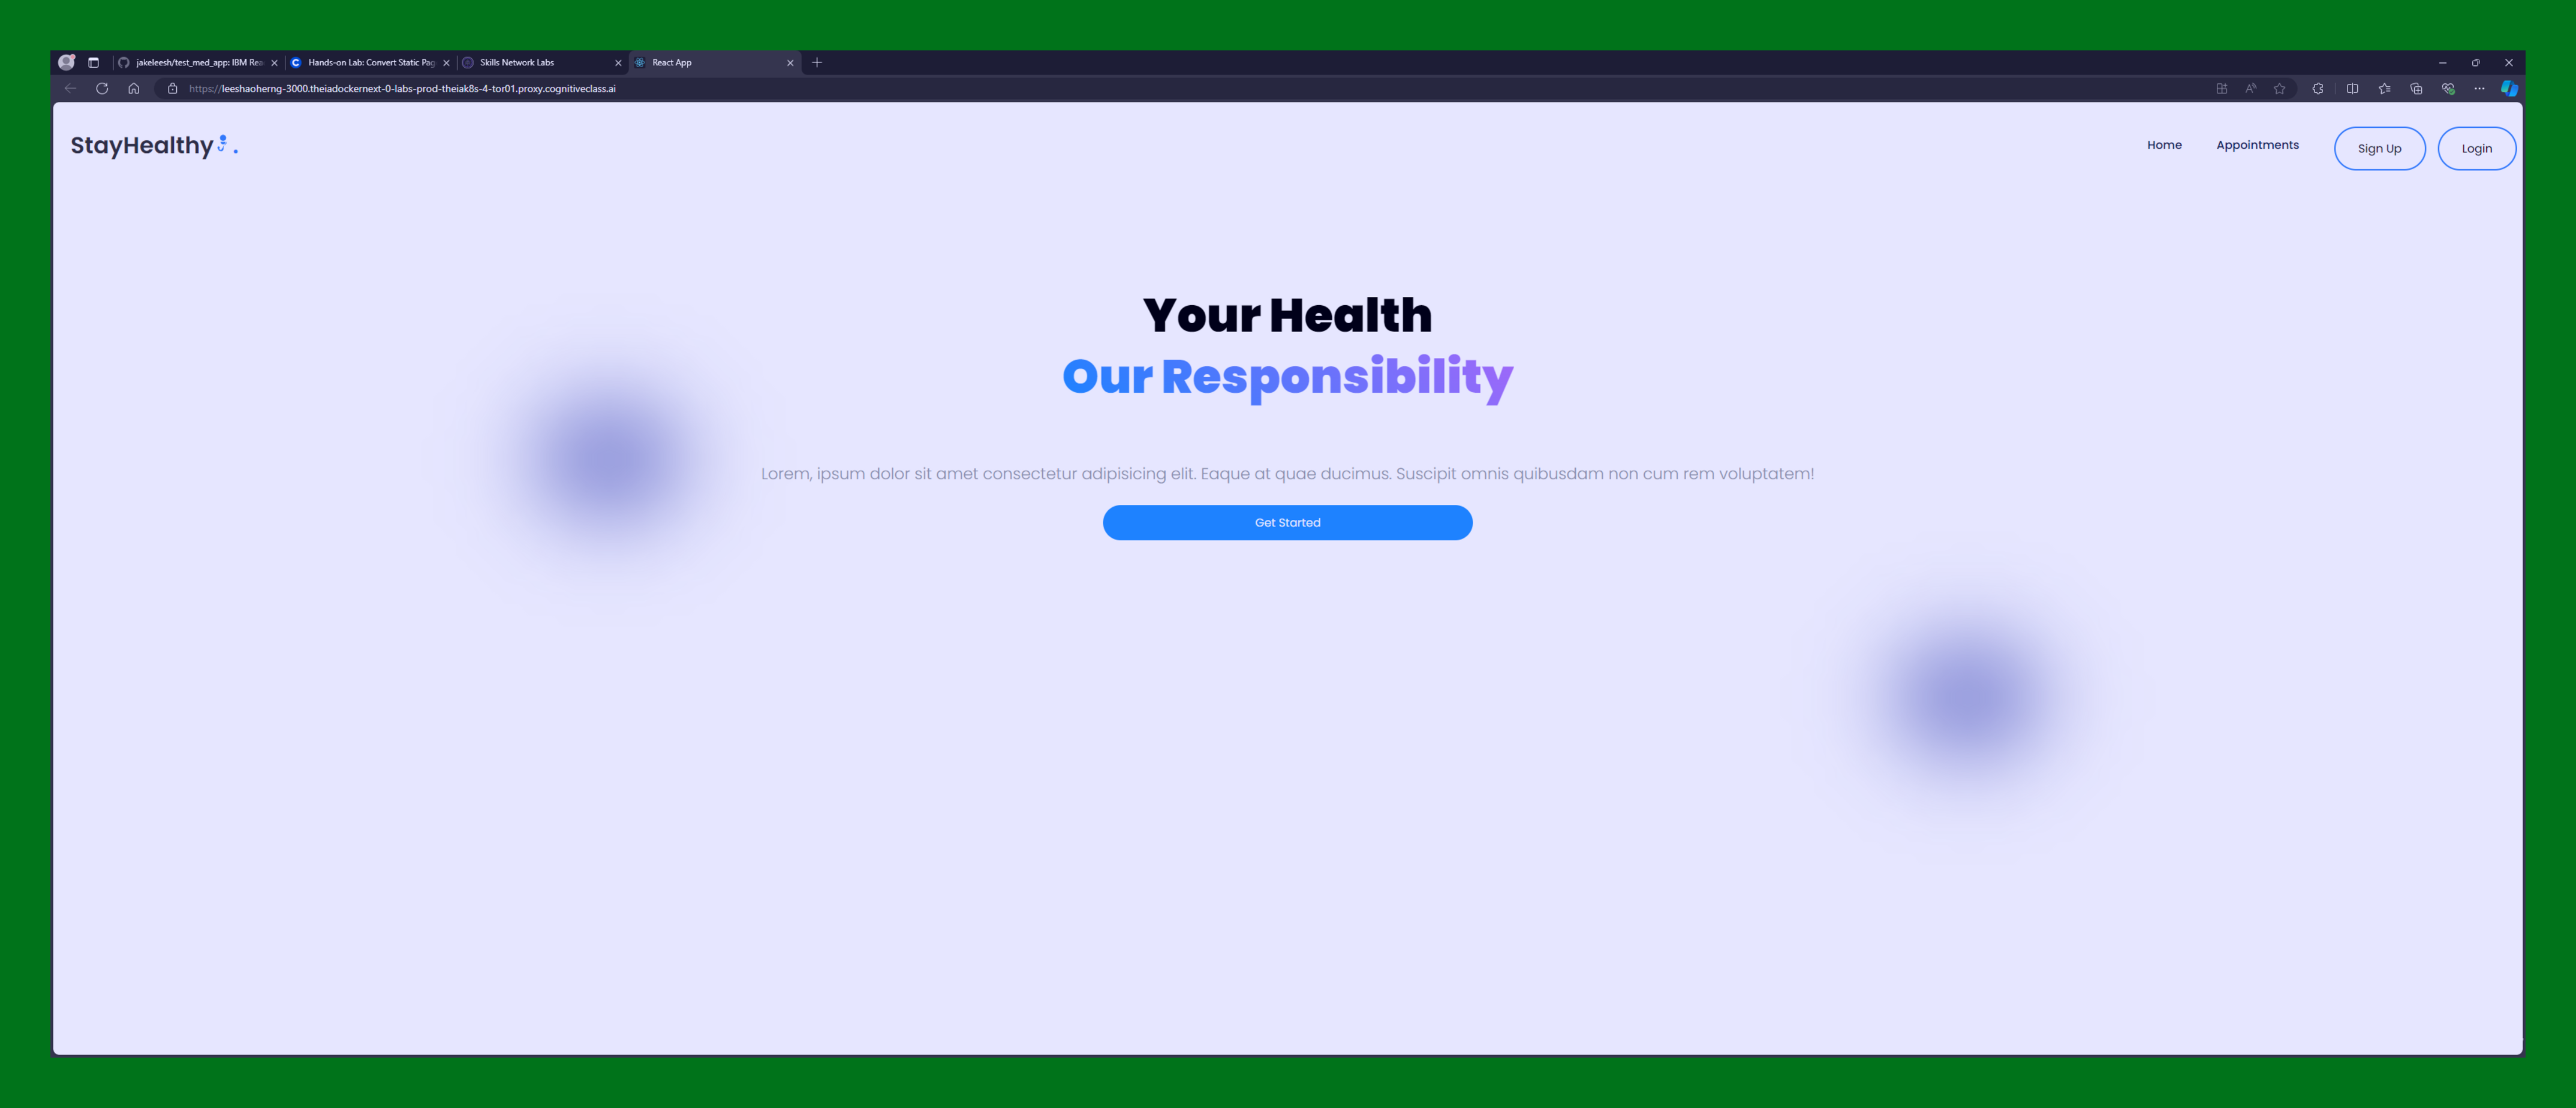 jakeleesh/test_med_app: IBM Rea
Hands-on Lab: Convert Static Pag
Skills Network Labs
React App
https://leeshaoherng-3000.theiadockernext-0-labs-prod-theiak8s-4-tor01.proxy.cognitiveclass.ai
StayHealthy .
Home
Appointments
Sign Up
Login
Your Health
Our Responsibility
Lorem, ipsum dolor sit amet consectetur adipisicing elit. Eaque at quae ducimus. Suscipit omnis quibusdam non cum rem voluptatem!
Get Started